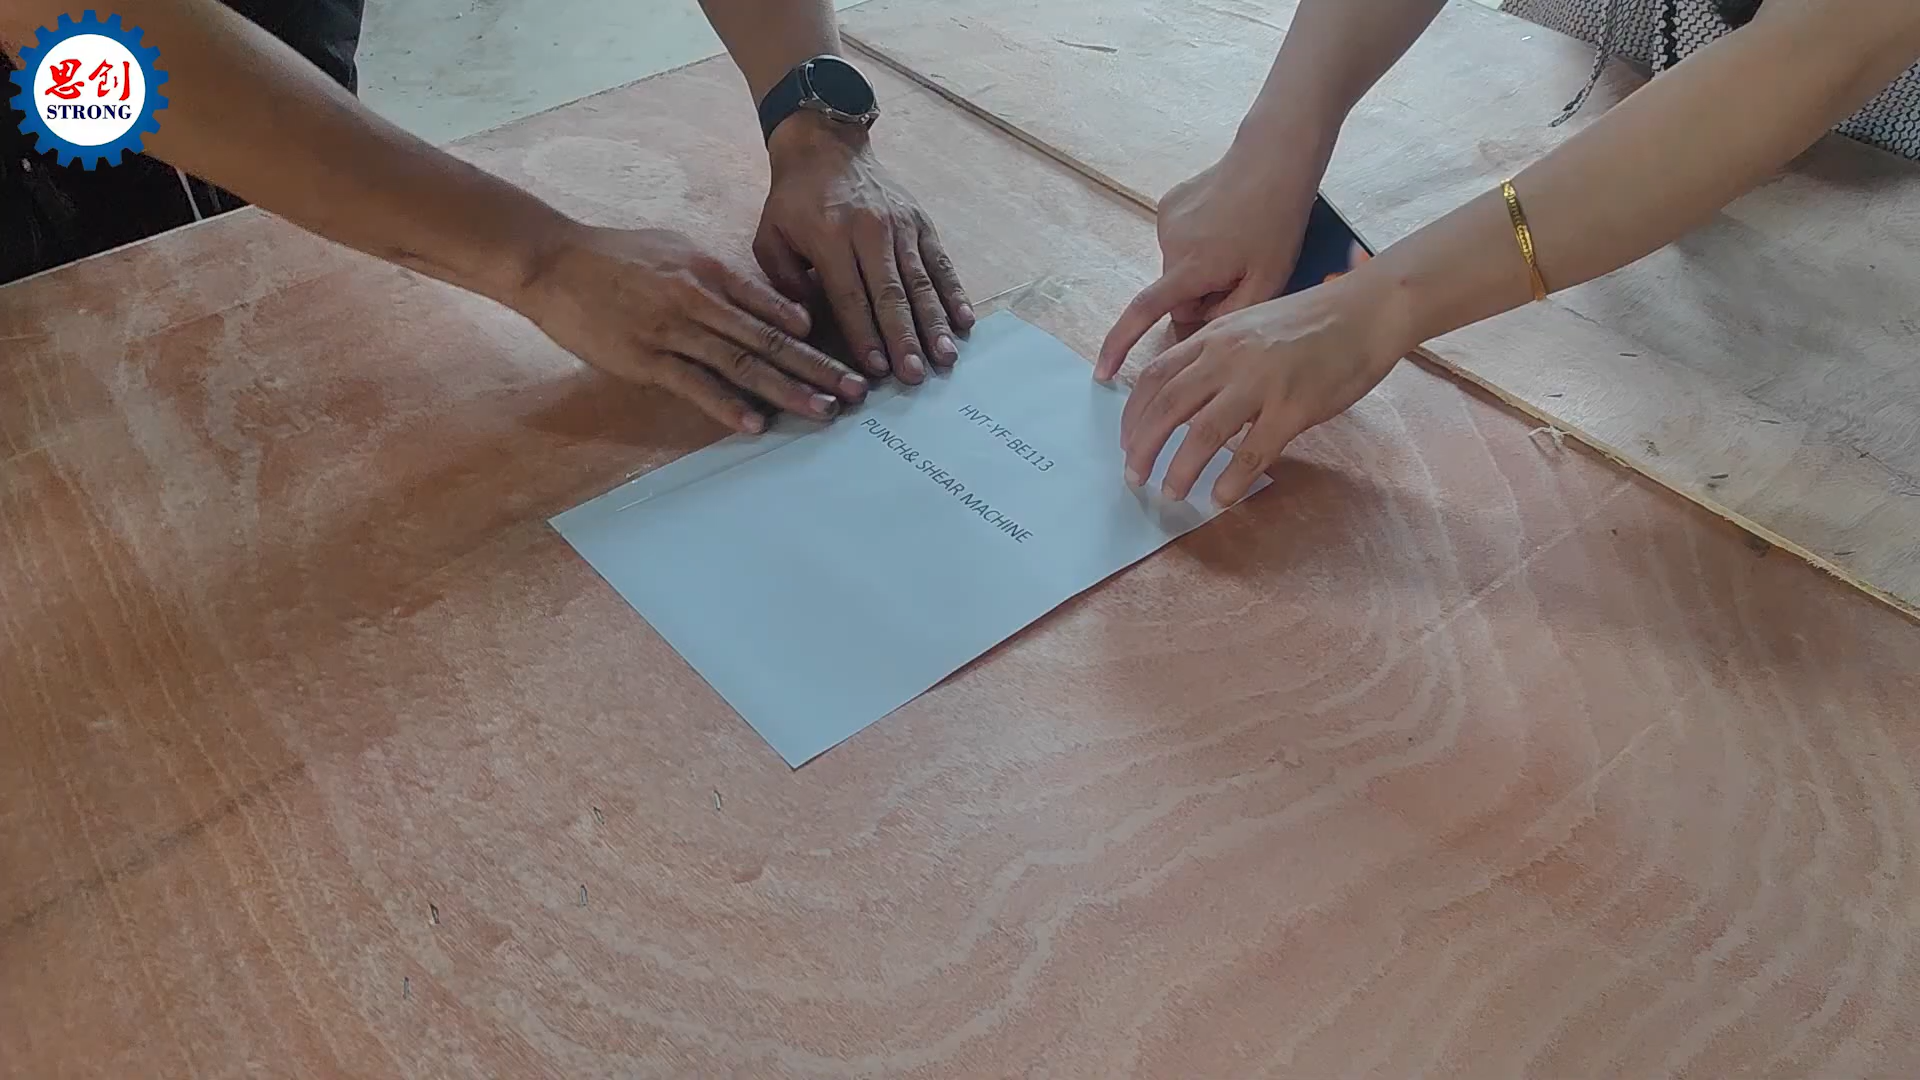 思创
STRONG
HVT-YF-BE113
PUNCH& SHEAR MACHINE